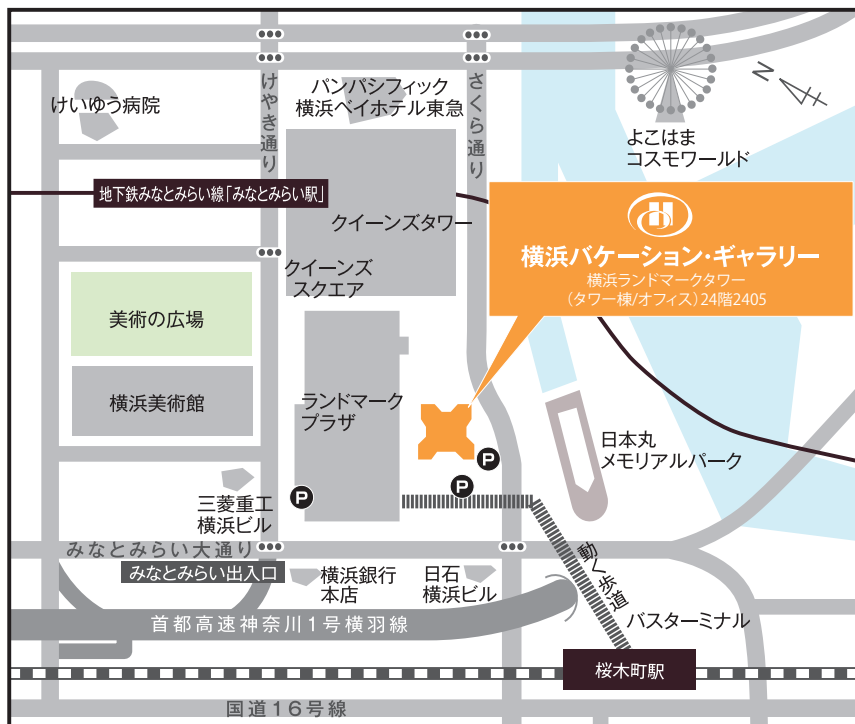 けいゆう病院
けやき通り
パンパシフィック
横浜ベイホテル東急
さくら通り
N
よこはま
コスモワールド
地下鉄みなとみらい線「みなとみらい駅」
クイーンズタワー
横浜バケーション・ギャラリー
横浜ランドマークタワー
（タワー棟/オフィス）24階2405
クイーンズ
スクエア
美術の広場
横浜美術館
ランドマーク
プラザ
日本丸
メモリアルパーク
P
P
P
三菱重工
横浜ビル
みなとみらい大通り
みなとみらい出入口
横浜銀行
本店
日石
横浜ビル
動く歩道
バスターミナル
首都高速神奈川1号横羽線
桜木町駅
国道16号線